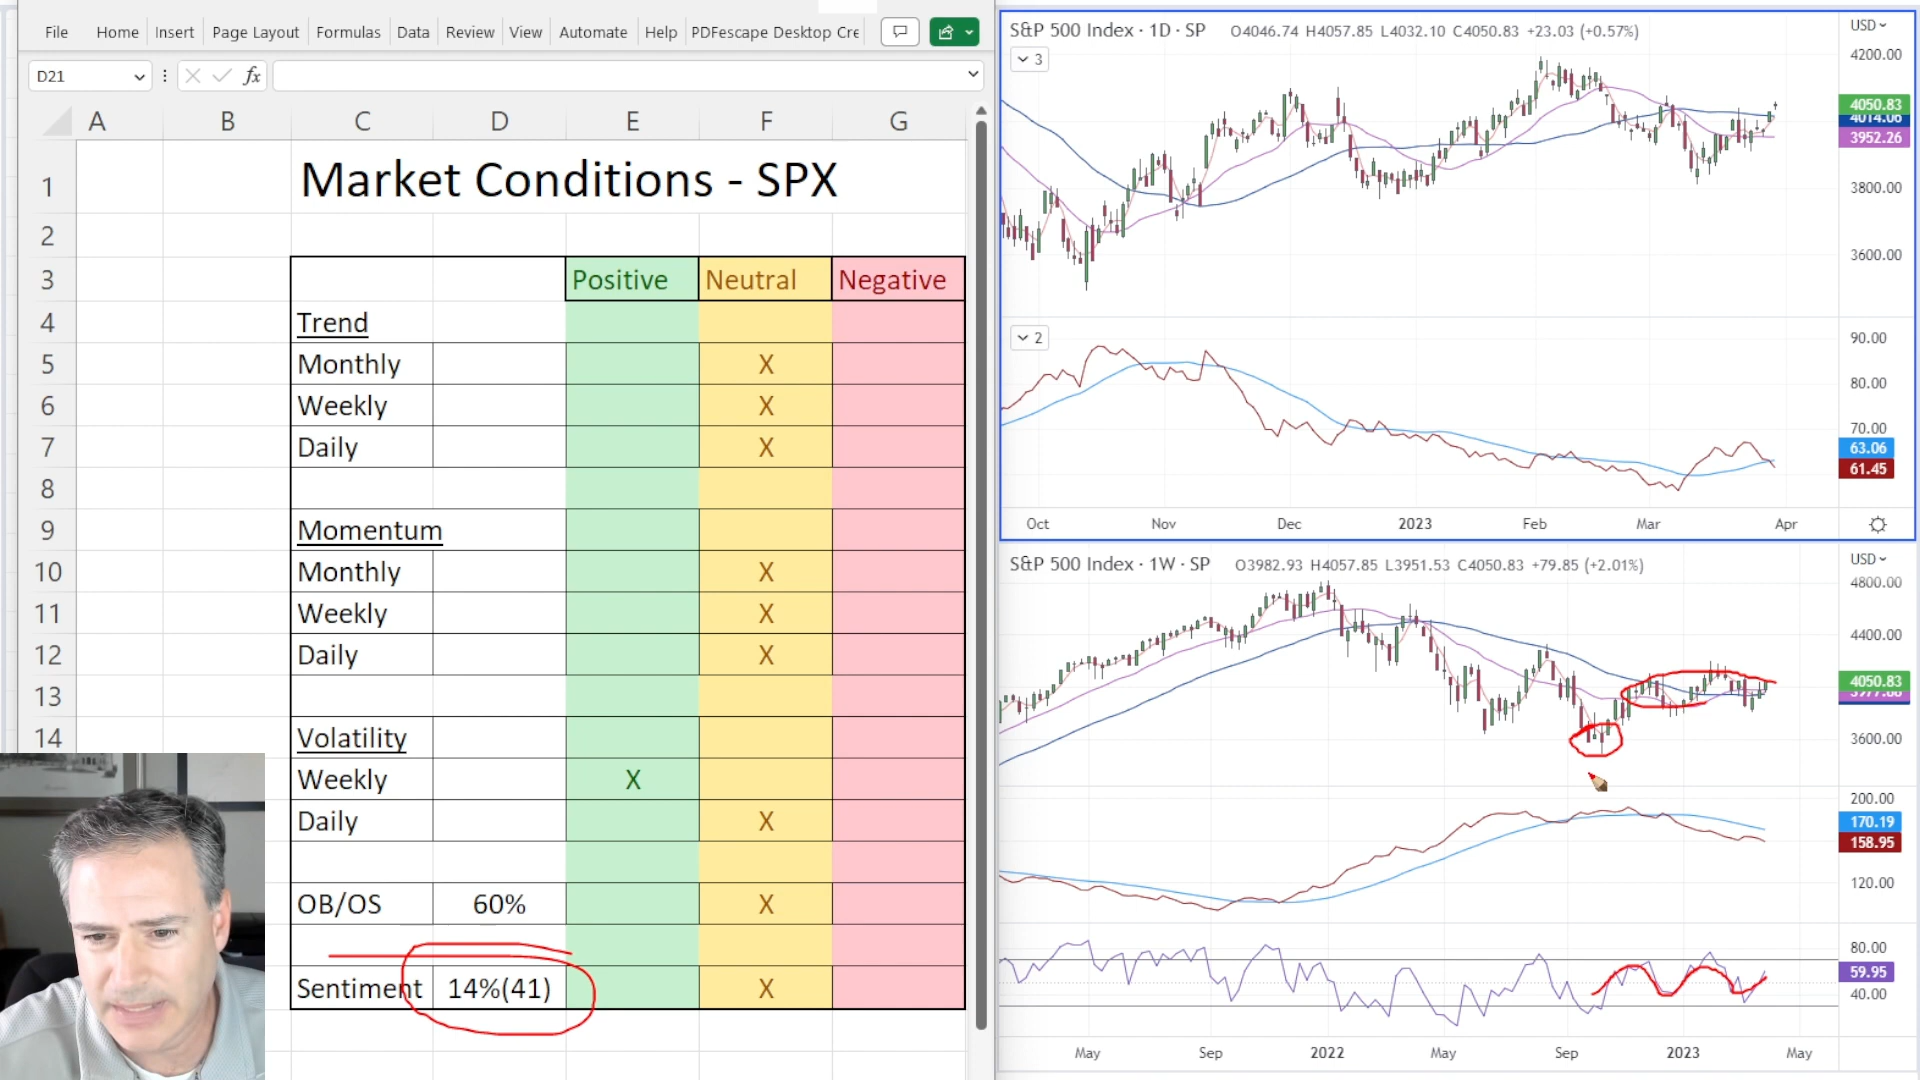 File Home Insert Page Layout Formulas Data Review View Automate Help PDFescape Desktop Cre
D21 fx
A B C D E F G
1 Market Conditions - SPX
2
3 Positive Neutral Negative
4 Trend
5 Monthly X
6 Weekly X
7 Daily X
8
9 Momentum
10 Monthly X
11 Weekly X
12 Daily X
13
14 Volatility
Weekly X
Daily X
OB/OS 60% X
Sentiment 14%(41) X
S&P 500 Index · 1D · SP O4046.74 H4057.85 L4032.10 C4050.83 +23.03 (+0.57%)
USD
3
4200.00
4050.83
4014.06
3952.26
3800.00
3600.00
2
90.00
80.00
70.00
63.06
61.45
Oct Nov Dec 2023 Feb Mar Apr
S&P 500 Index · 1W · SP O3982.93 H4057.85 L3951.53 C4050.83 +79.85 (+2.01%)
USD
4800.00
4400.00
4050.83
3600.00
200.00
170.19
158.95
120.00
80.00
59.95
40.00
May Sep 2022 May Sep 2023 May